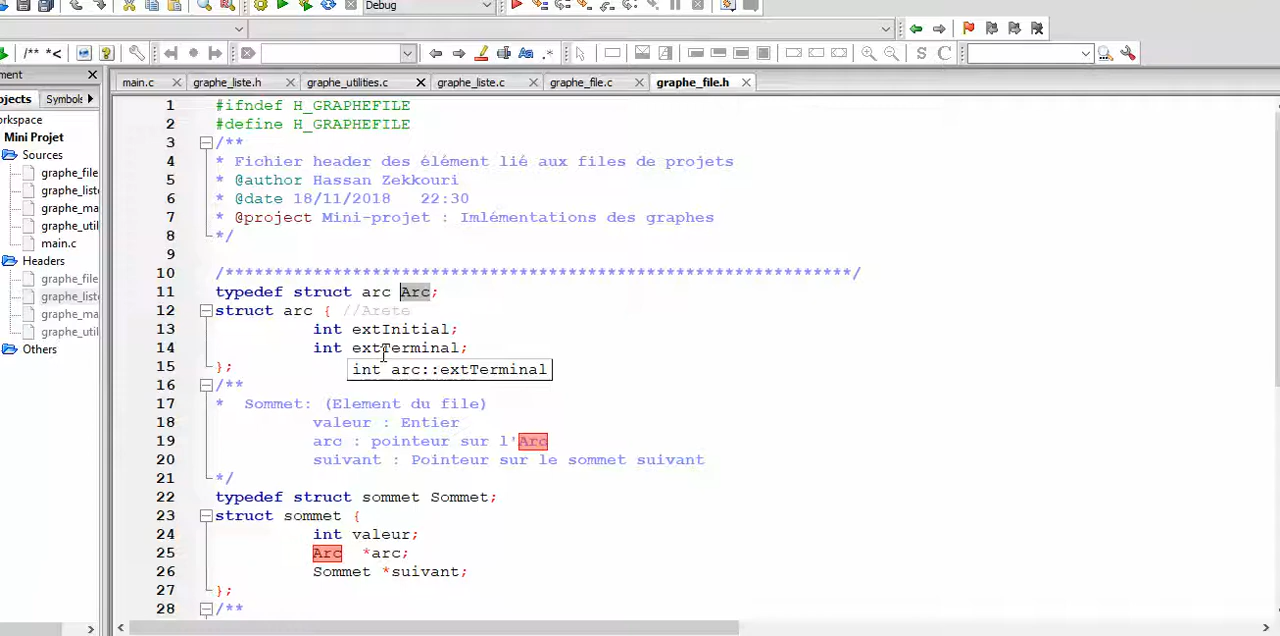 Debug
/** *<
S C
ment
main.c graphe_liste.h graphe_utilities.c graphe_liste.c graphe_file.c graphe_file.h
ojects Symbols
orkspace
Mini Projet
Sources
graphe_file
graphe_liste
graphe_ma
graphe_util
main.c
Headers
graphe_file
graphe_liste
graphe_ma
graphe_util
Others
1 #ifndef H_GRAPHEFILE
2 #define H_GRAPHEFILE
3 /**
4 * Fichier header des élément lié aux files de projets
5 * @author Hassan Zekkouri
6 * @date 18/11/2018 22:30
7 * @project Mini-projet : Imlémentations des graphes
8 */
9
10 /****************************************************************/
11 typedef struct arc Arc;
12 struct arc { //Arete
13 int extInitial;
14 int extTerminal;
int arc::extTerminal
15 };
16 /**
17 * Sommet: (Element du file)
18 valeur : Entier
19 arc : pointeur sur l'Arc
20 suivant : Pointeur sur le sommet suivant
21 */
22 typedef struct sommet Sommet;
23 struct sommet {
24 int valeur;
25 Arc *arc;
26 Sommet *suivant;
27 };
28 /**